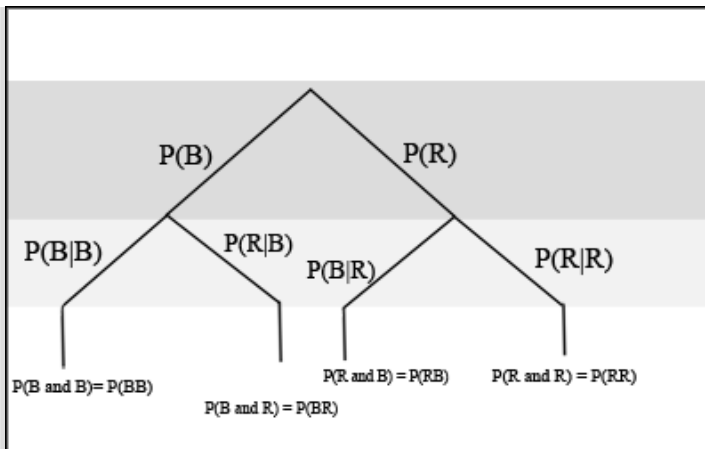 P(B)
P(R)
P(B|B)
P(R|B)
P(B|R)
P(R|R)
P(B and B)= P(BB)
P(B and R) = P(BR)
P(R and B) = P(RB)
P(R and R) = P(RR)